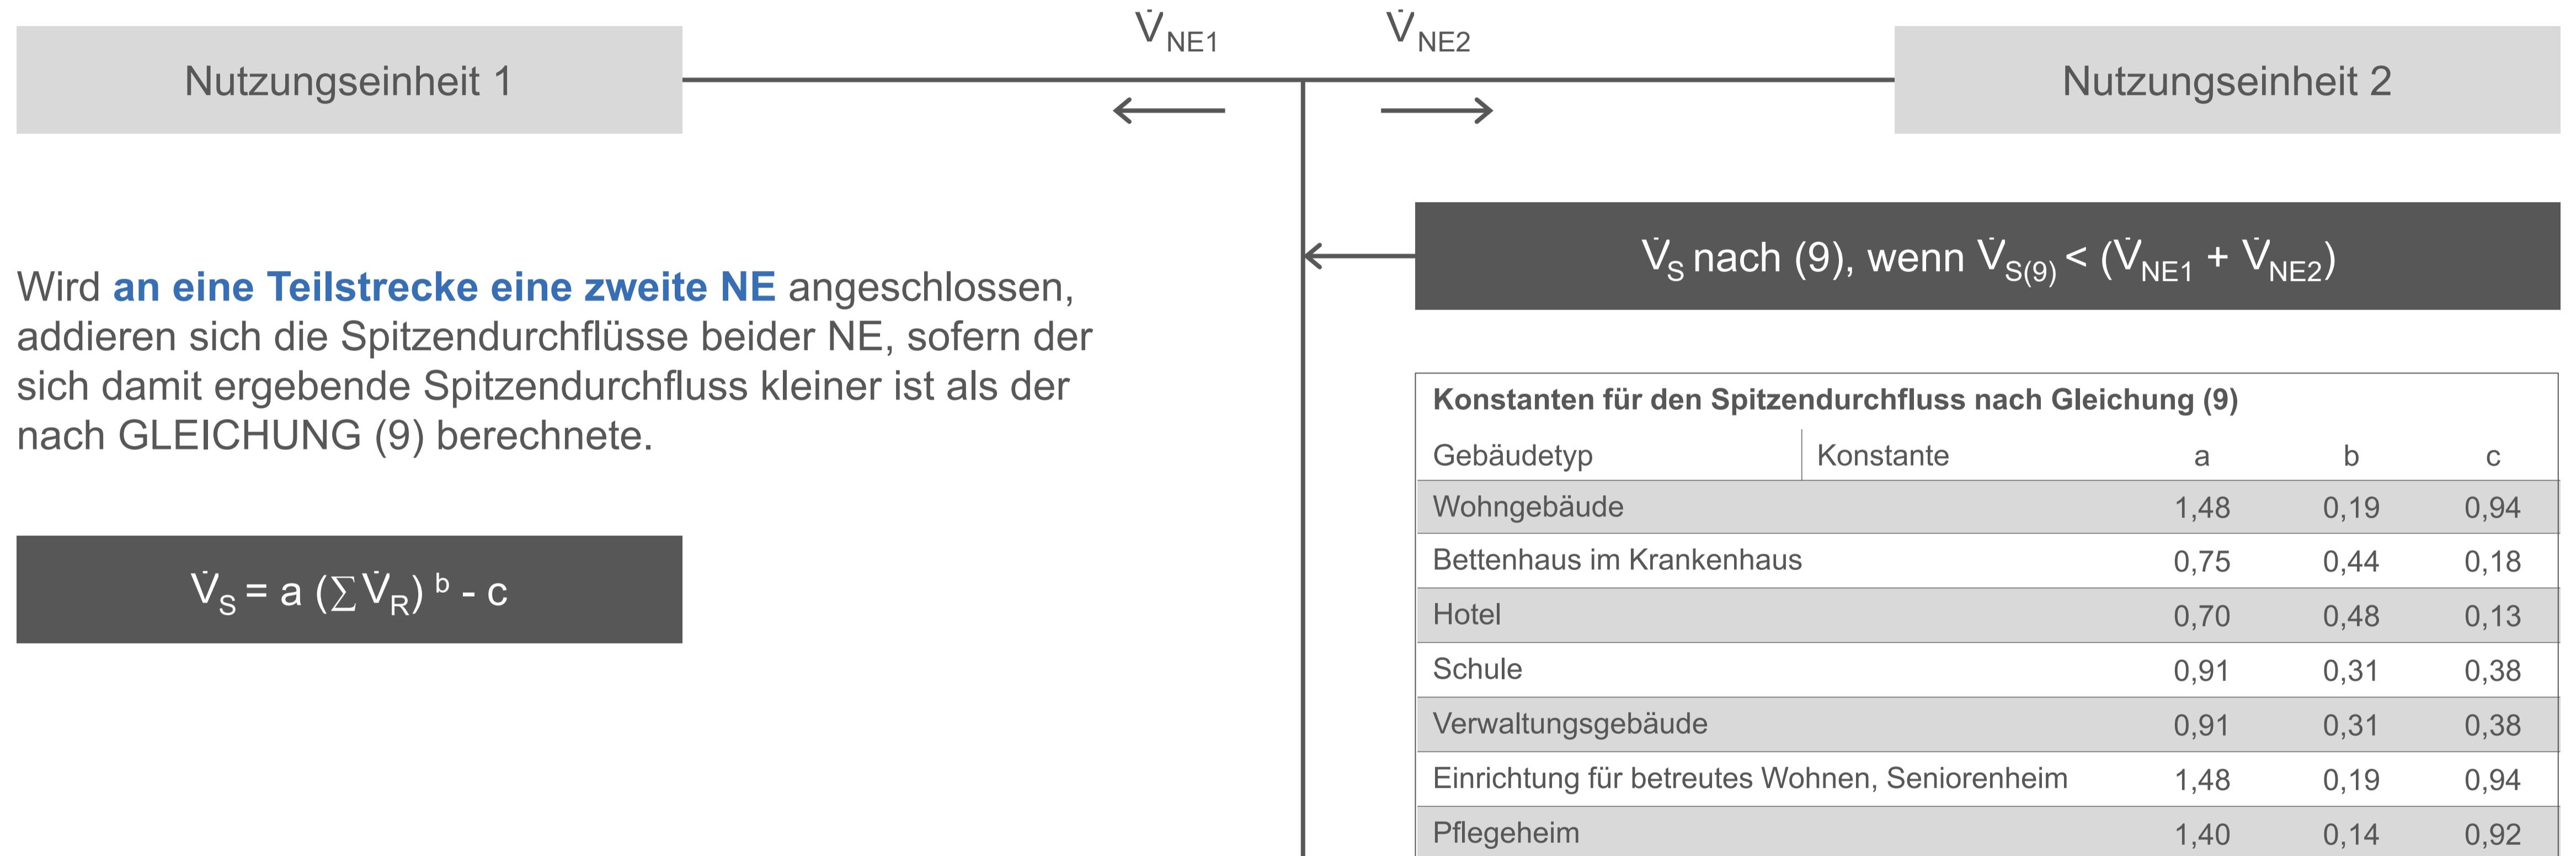 Nutzungseinheit 1
V̇NE1
V̇NE2
Nutzungseinheit 2
Wird an eine Teilstrecke eine zweite NE angeschlossen,
addieren sich die Spitzendurchflüsse beider NE, sofern der
sich damit ergebende Spitzendurchfluss kleiner ist als der
nach GLEICHUNG (9) berechnete.
V̇S = a (∑V̇R) b - c
V̇S nach (9), wenn V̇S(9) < (V̇NE1 + V̇NE2)
Konstanten für den Spitzendurchfluss nach Gleichung (9)
Gebäudetyp Konstante a b c
Wohngebäude 1,48 0,19 0,94
Bettenhaus im Krankenhaus 0,75 0,44 0,18
Hotel 0,70 0,48 0,13
Schule 0,91 0,31 0,38
Verwaltungsgebäude 0,91 0,31 0,38
Einrichtung für betreutes Wohnen, Seniorenheim 1,48 0,19 0,94
Pflegeheim 1,40 0,14 0,92